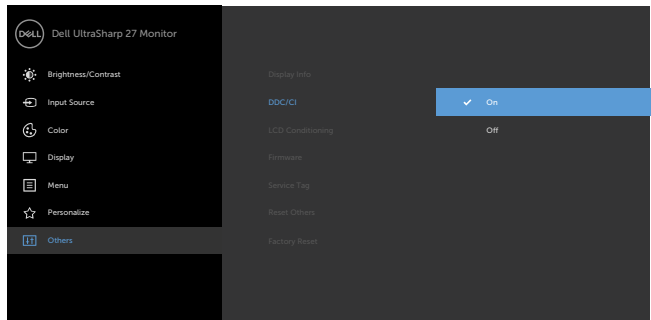 DELL Dell UltraSharp 27 Monitor
Brightness/Contrast
Input Source
Color
Display
Menu
Personalize
Others
Display Info
DDC/CI
LCD Conditioning
Firmware
Service Tag
Reset Others
Factory Reset
On
Off